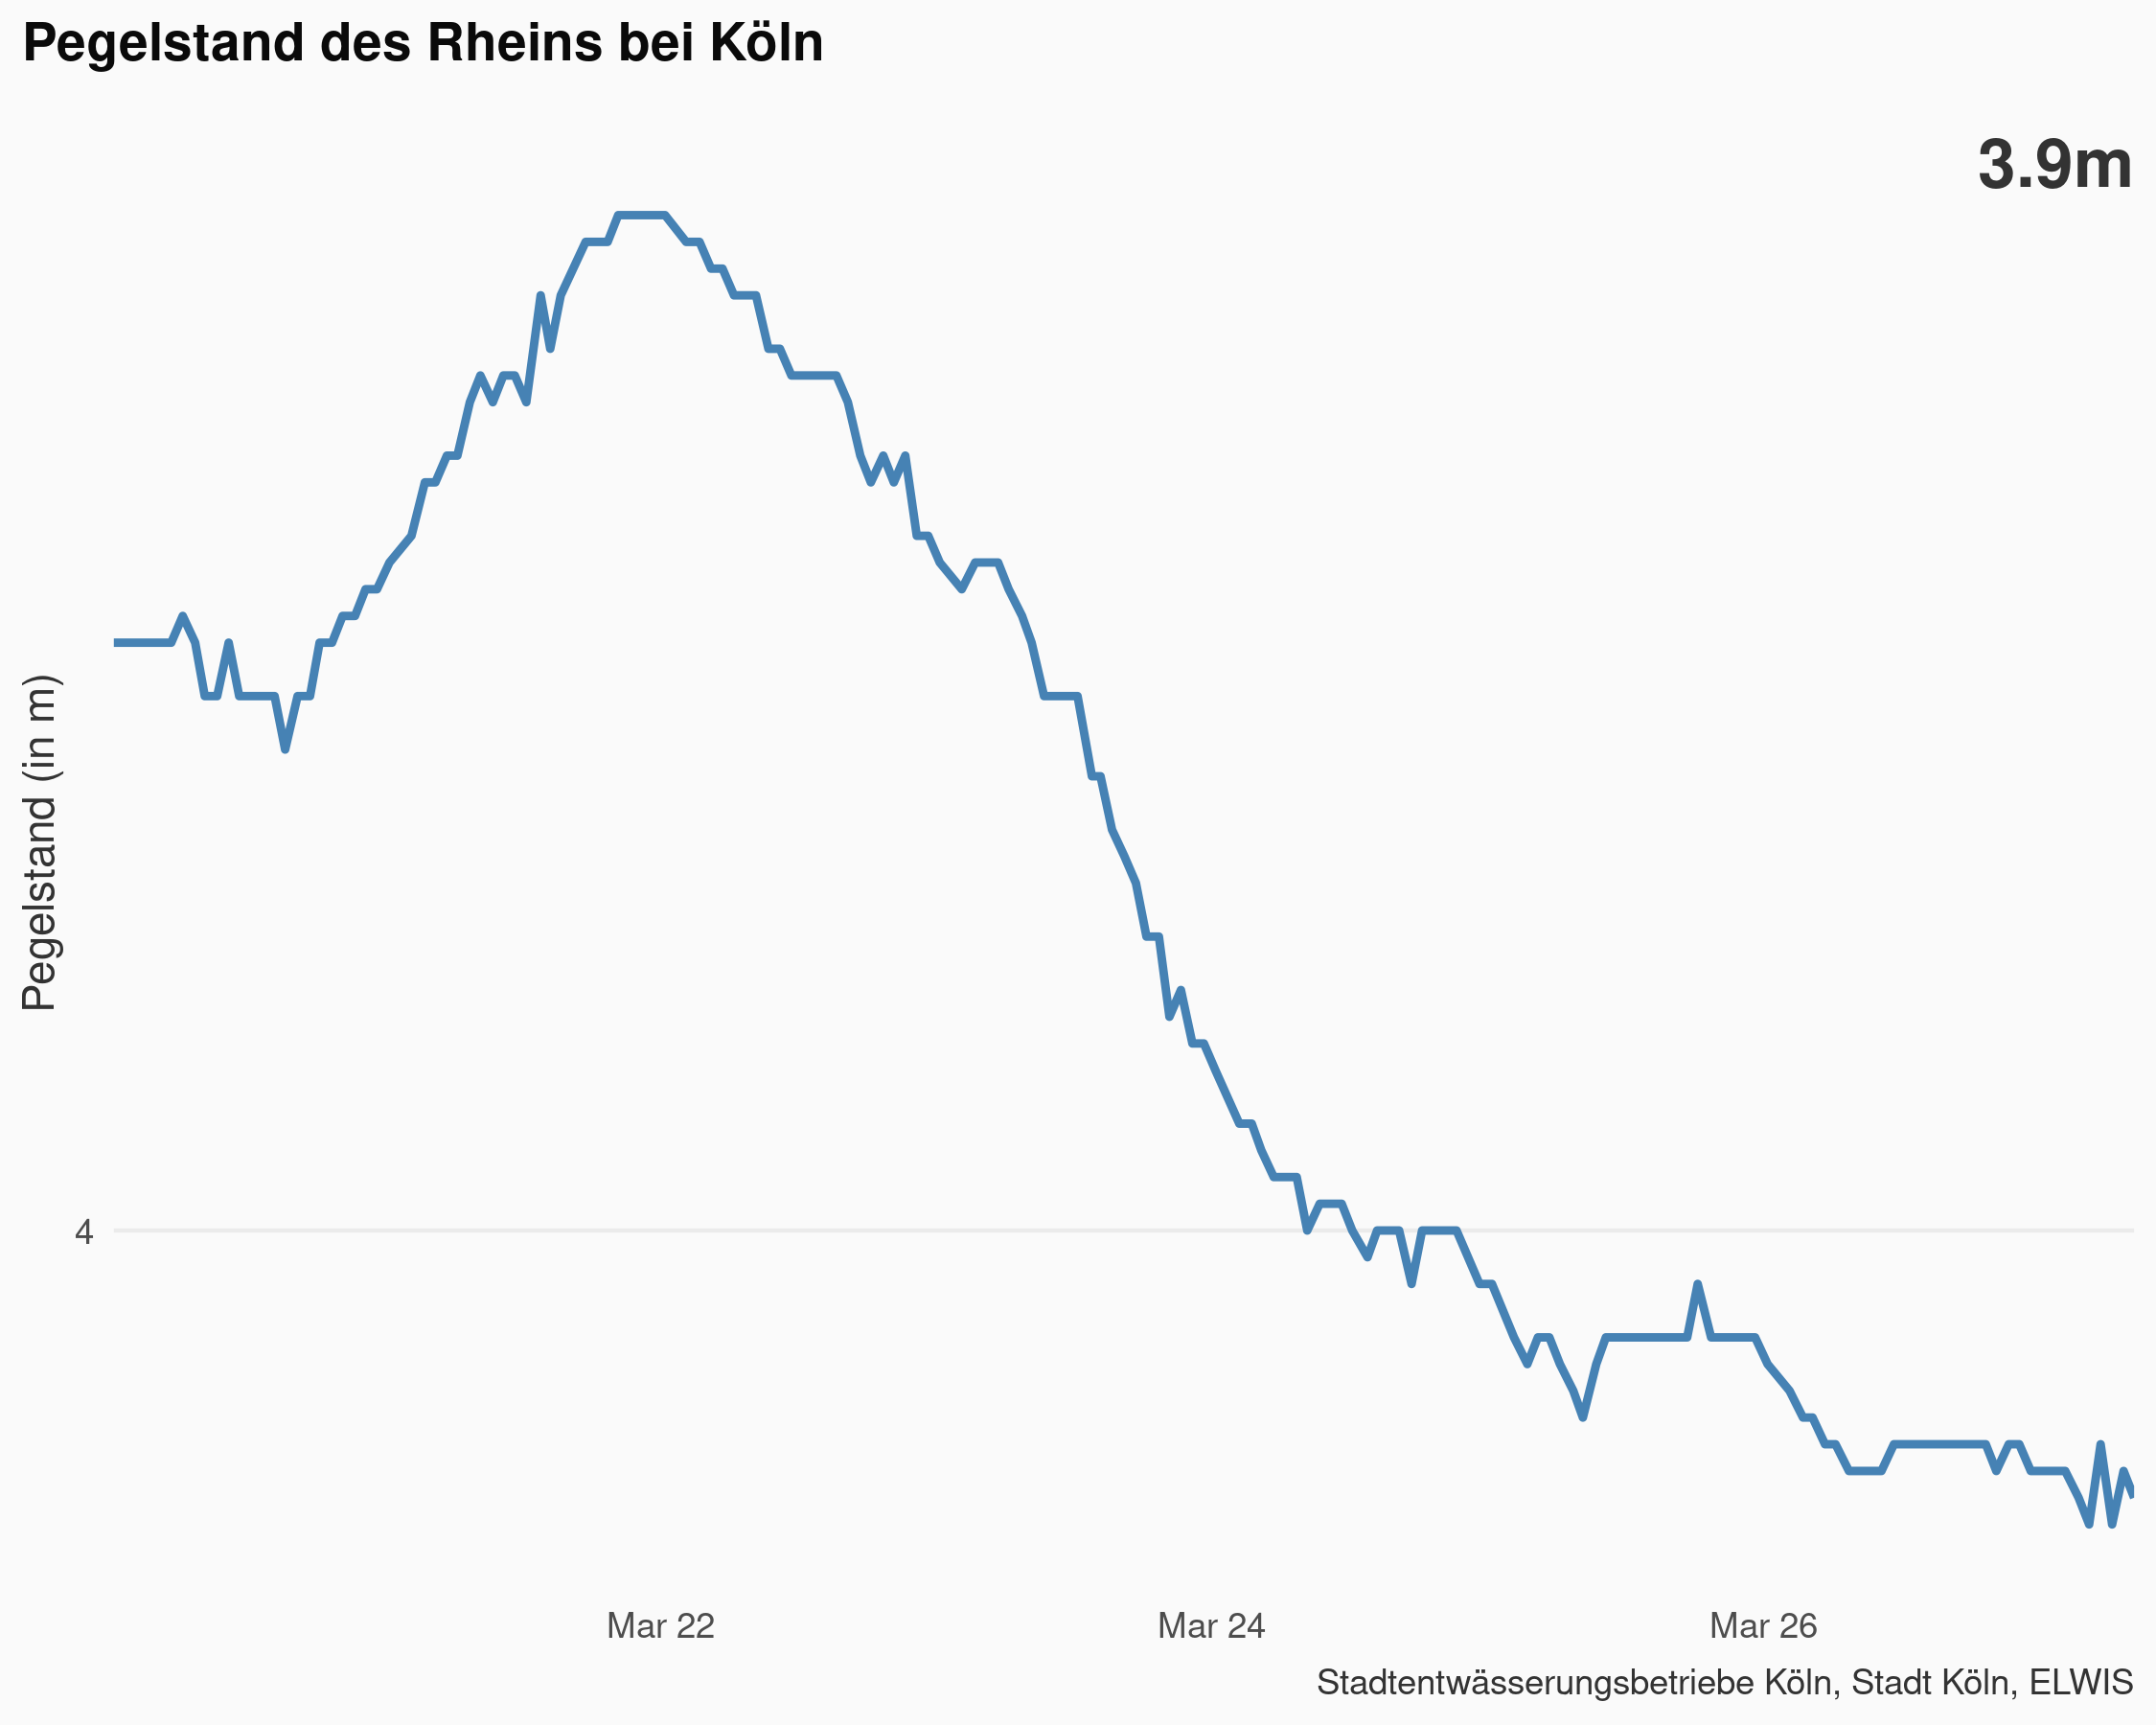 Pegelstand des Rheins bei Köln
3.9m
Pegelstand (in m)
4
Mar 22
Mar 24
Mar 26
Stadtentwässerungsbetriebe Köln, Stadt Köln, ELWIS